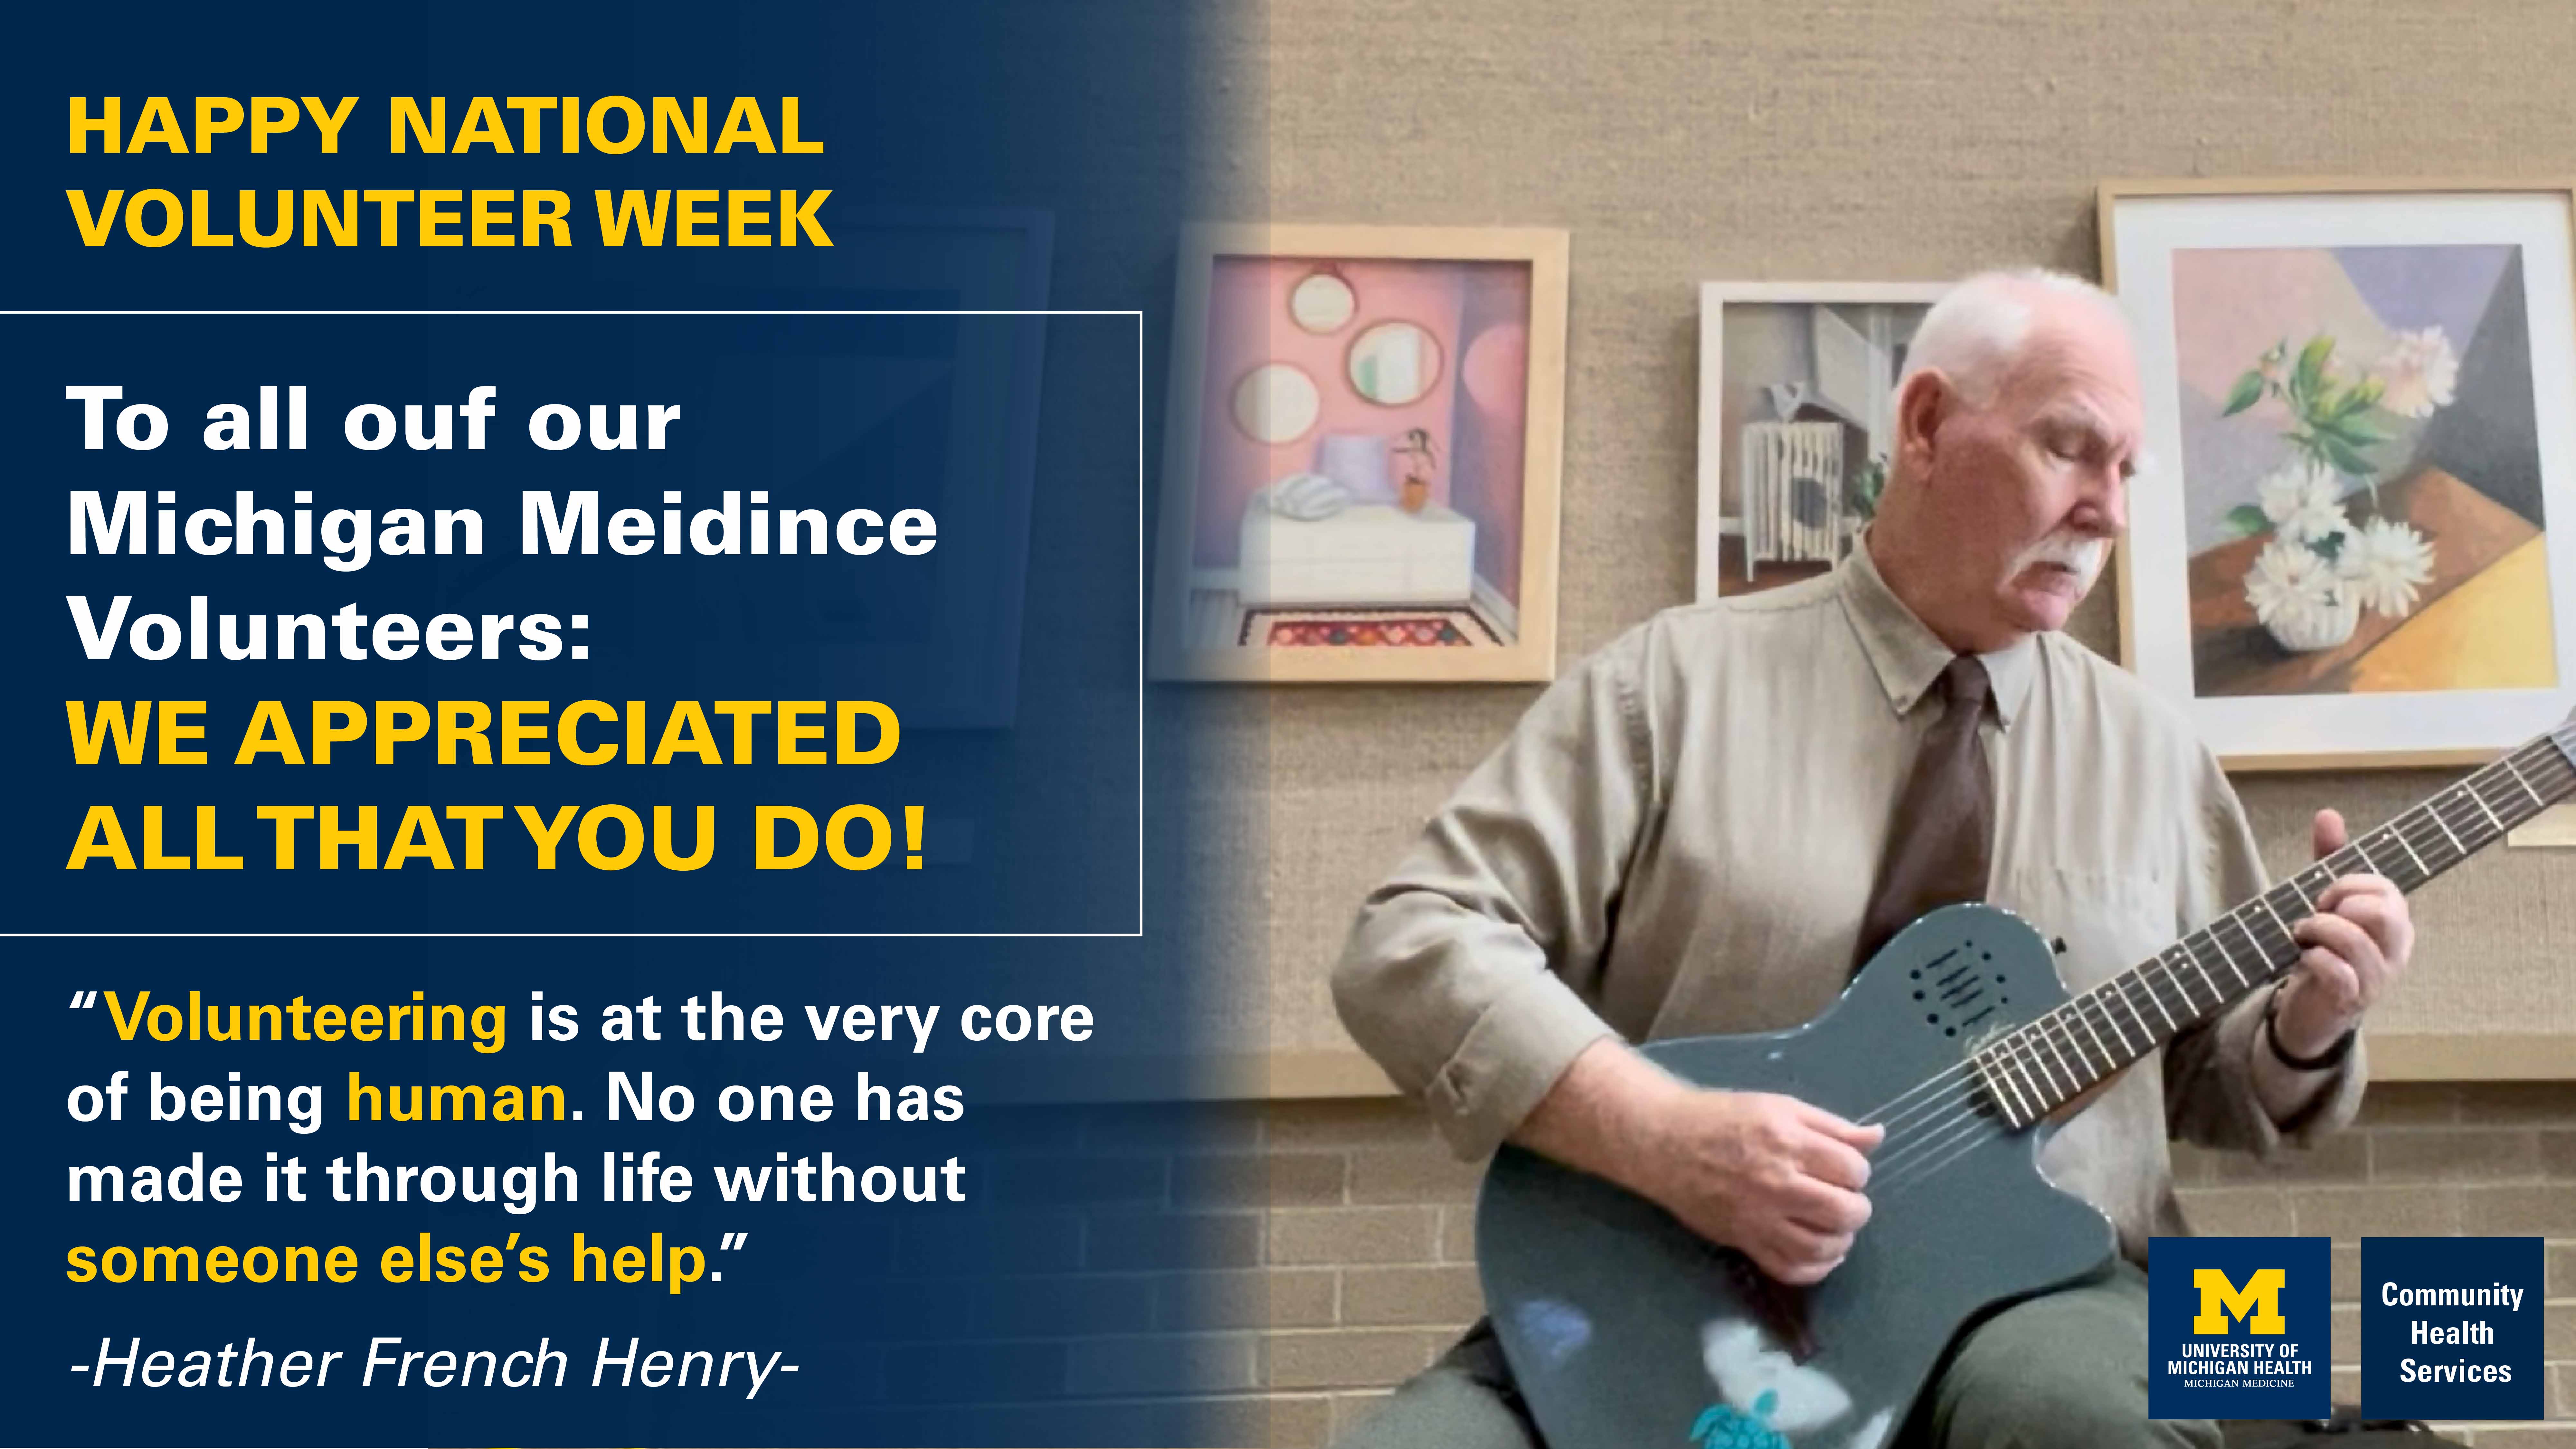 HAPPY NATIONAL
VOLUNTEER WEEK
To all ouf our
Michigan Meidince
Volunteers:
WE APPRECIATED
ALL THAT YOU DO!
“Volunteering is at the very core
of being human. No one has
made it through life without
someone else’s help.”
-Heather French Henry-
M
UNIVERSITY OF
MICHIGAN HEALTH
MICHIGAN MEDICINE
Community
Health
Services